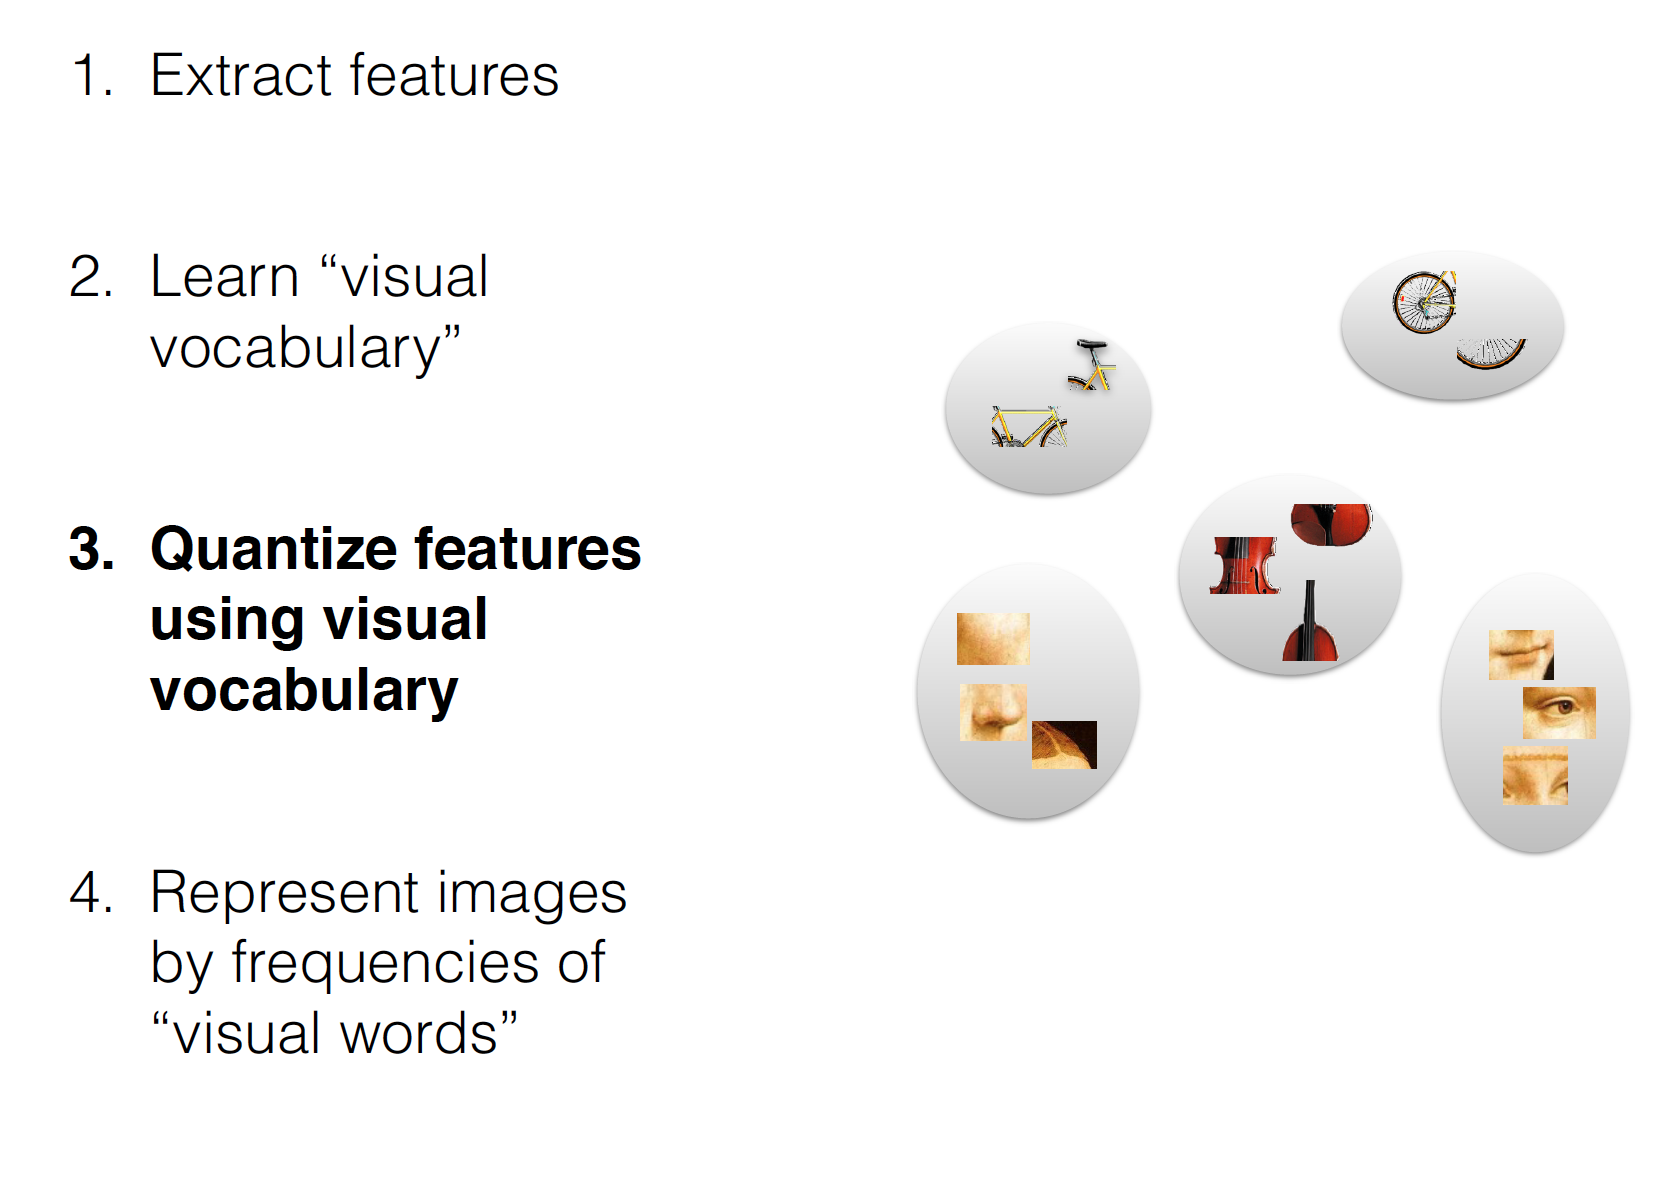 1. Extract features
2. Learn “visual
vocabulary”
3. Quantize features
using visual
vocabulary
4. Represent images
by frequencies of
“visual words”